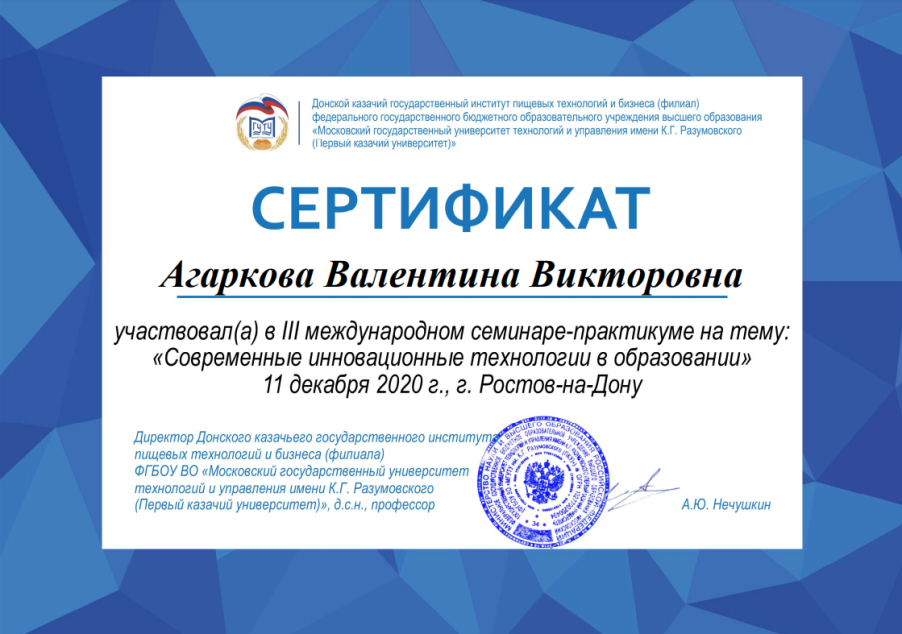 Донской казачий государственный институт пищевых технологий и бизнеса (филиал)
федерального государственного бюджетного образовательного учреждения высшего образования
«Московский государственный университет технологий и управления имени К.Г. Разумовского
(Первый казачий университет)»
СЕРТИФИКАТ
Агаркова Валентина Викторовна
участвовал(а) в III международном семинаре-практикуме на тему:
«Современные инновационные технологии в образовании»
11 декабря 2020 г., г. Ростов-на-Дону
Директор Донского казачьего государственного института
пищевых технологий и бизнеса (филиала)
ФГБОУ ВО «Московский государственный университет
технологий и управления имени К.Г. Разумовского
(Первый казачий университет)», д.с.н., профессор
А.Ю. Нечушкин